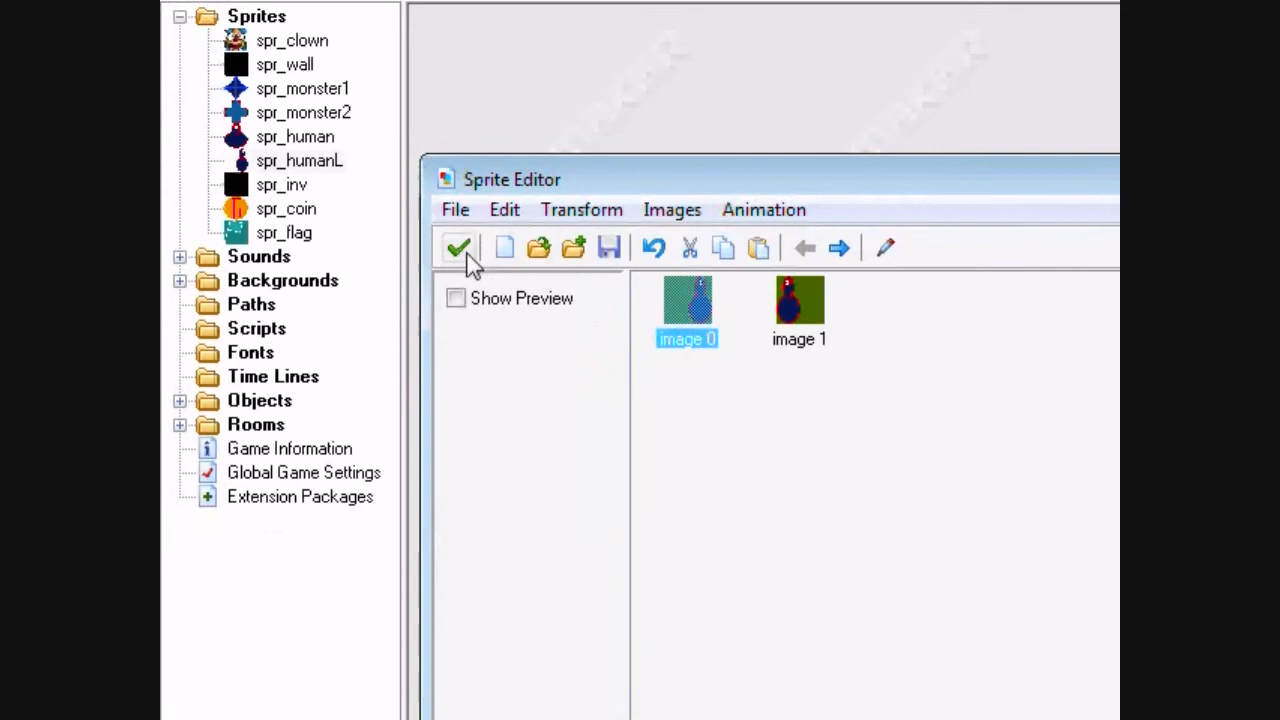 Sprites
spr_clown
spr_wall
spr_monster1
spr_monster2
spr_human
spr_humanL
spr_inv
spr_coin
spr_flag
Sounds
Backgrounds
Paths
Scripts
Fonts
Time Lines
Objects
Rooms
Game Information
Global Game Settings
Extension Packages
Sprite Editor
File Edit Transform Images Animation
Show Preview
image 0 image 1